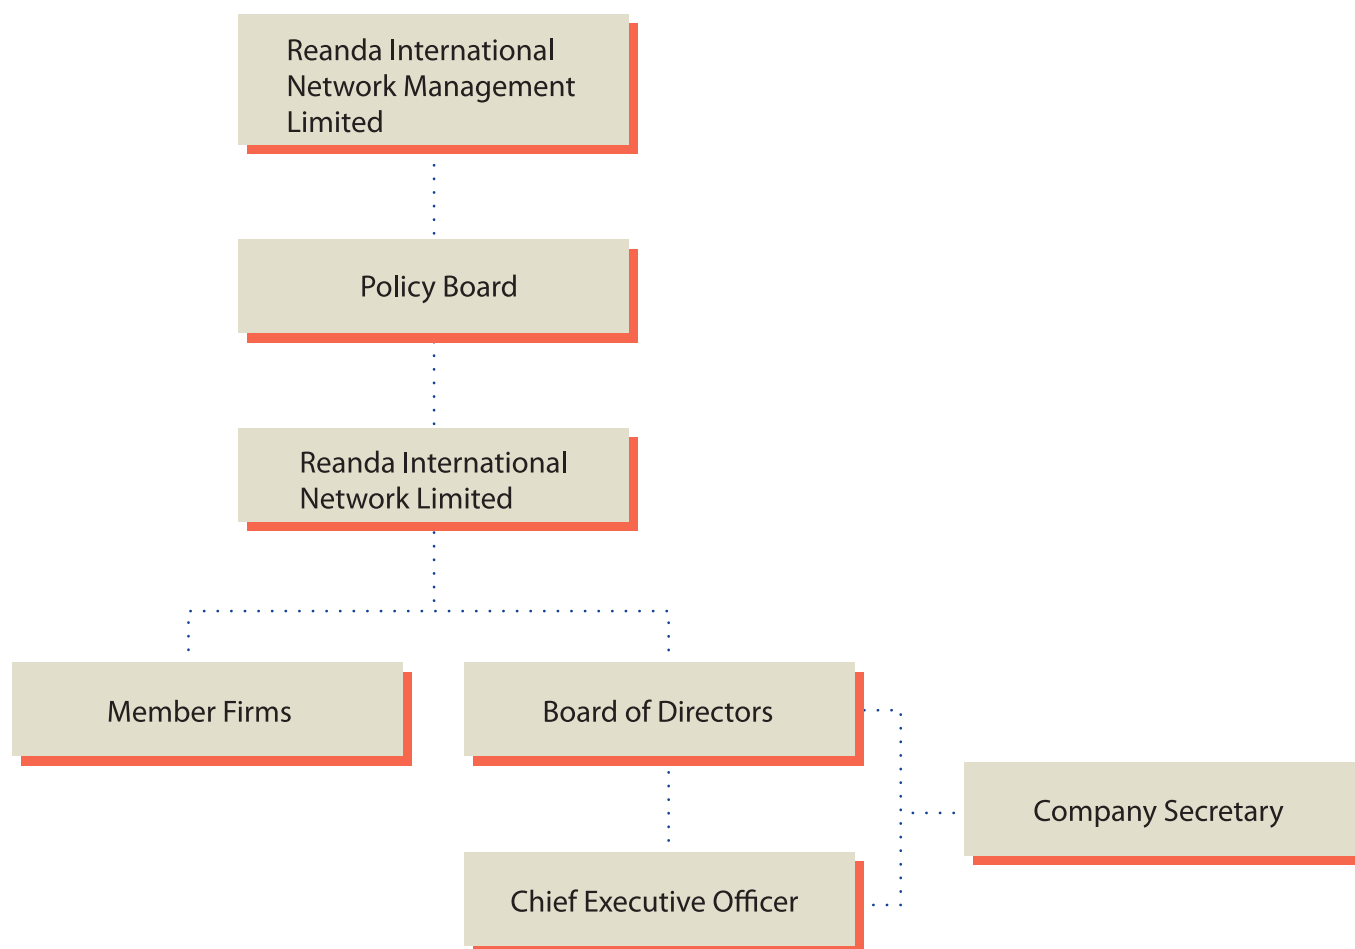 Reanda International
Network Management
Limited
Policy Board
Reanda International
Network Limited
Member Firms
Board of Directors
Company Secretary
Chief Executive Officer